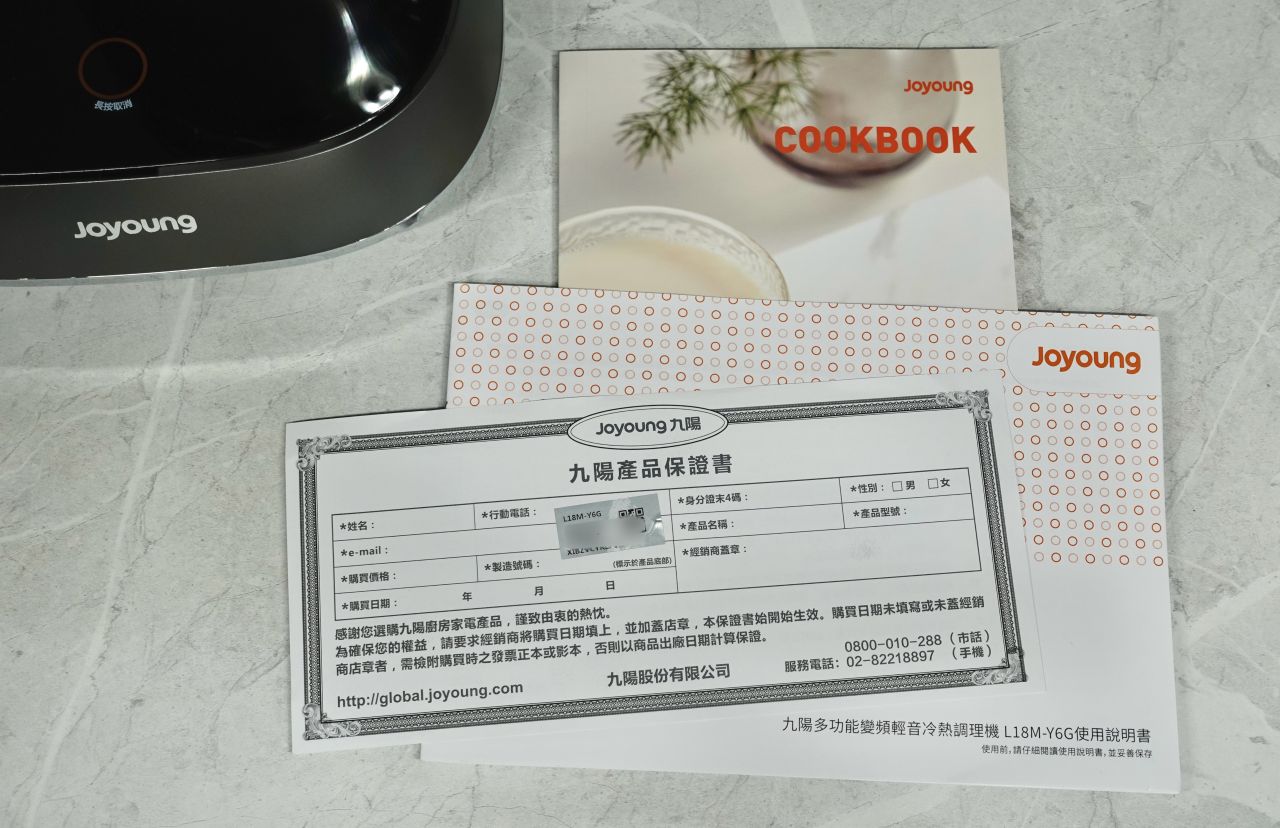 長按取消
Joyoung
Joyoung
COOKBOOK
Joyoung
Joyoung 九陽
九陽產品保證書
*姓名：
*行動電話：
L18M-Y6G
*身分證末4碼：
*性別： □男 □女
*e-mail：
*產品名稱：
*產品型號：
*購買價格：
*製造號碼：
(標示於產品底部)
*經銷商蓋章：
*購買日期： 年 月 日
感謝您選購九陽廚房家電產品，謹致由衷的熱忱。
為確保您的權益，請要求經銷商將購買日期填上，並加蓋店章，本保證書始開始生效。購買日期未填寫或未蓋經銷
商店章者，需檢附購買時之發票正本或影本，否則以商品出廠日期計算保證。
http://global.joyoung.com
九陽股份有限公司
服務電話：0800-010-288（市話）
02-82218897 （手機）
九陽多功能變頻輕音冷熱調理機 L18M-Y6G使用說明書
使用前,請仔細閱讀使用說明書,並妥善保存